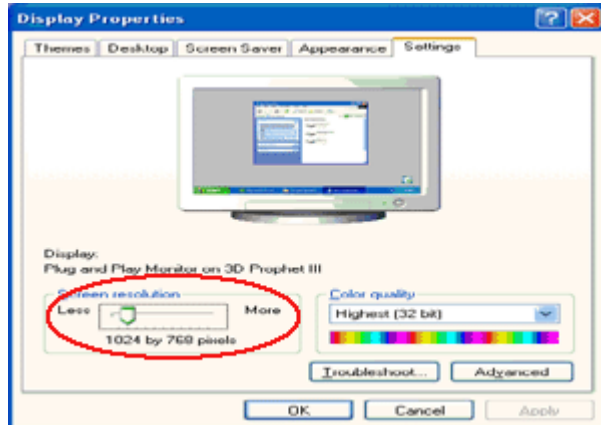 Display Properties
Themes Desktop Screen Saver Appearance Settings
Display:
Plug and Play Monitor on 3D Prophet III
Screen resolution
Less More
1024 by 768 pixels
Color quality
Highest (32 bit)
Troubleshoot... Advanced
OK Cancel Apply